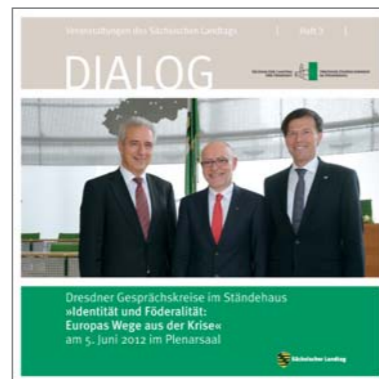 Veranstaltungen des Sächsischen Landtags | Heft 3 |
DIALOG
Dresdner Gesprächskreise im Ständehaus
»Identität und Föderalität:
Europas Wege aus der Krise«
am 5. Juni 2012 im Plenarsaal
Sächsischer Landtag